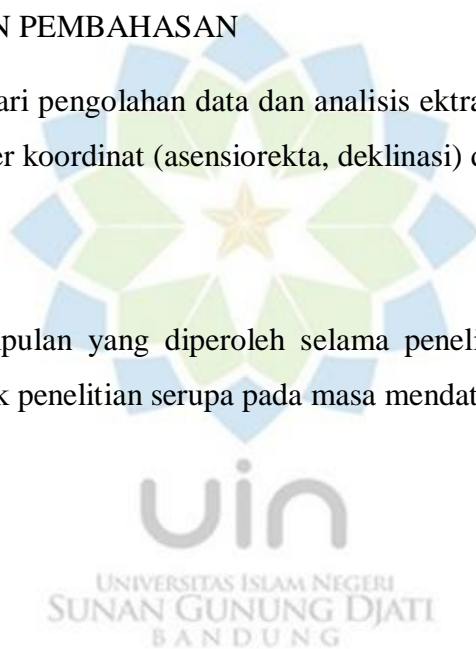 N PEMBAHASAN
ari pengolahan data dan analisis ektra
er koordinat (asensiorekta, deklinasi) d
pulan yang diperoleh selama peneli
k penelitian serupa pada masa mendat
uin
UNIVERSITAS ISLAM NEGERI
SUNAN GUNUNG DJATI
BANDUNG